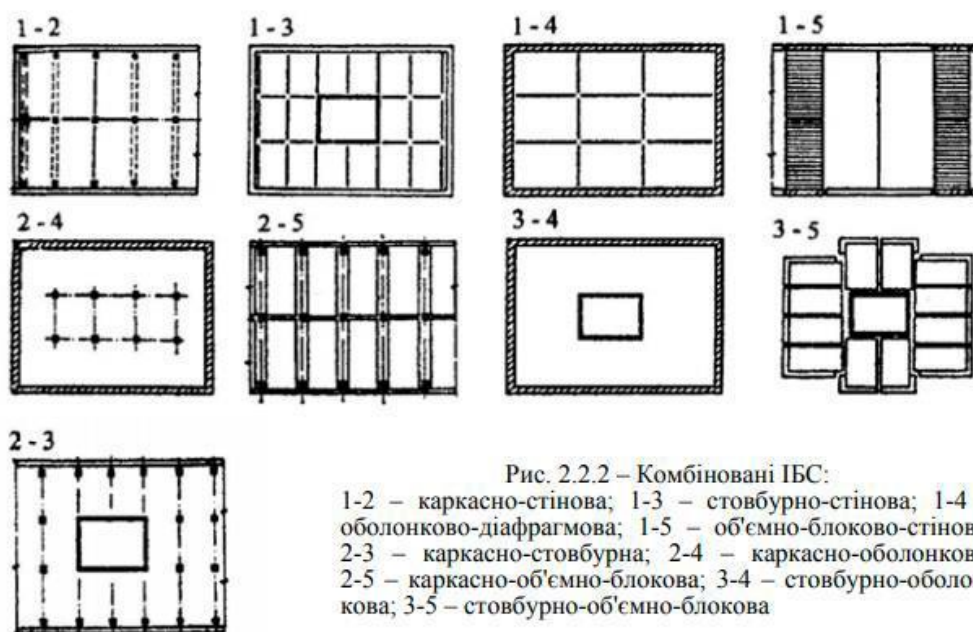 1 - 2
1 - 3
1 - 4
1 - 5
2 - 4
2 - 5
3 - 4
3 - 5
2 - 3
Рис. 2.2.2 – Комбіновані ІБС:
1-2 – каркасно-стінова; 1-3 – стовбурно-стінова; 1-4
оболонково-діафрагмова; 1-5 – об'ємно-блоково-стінов
2-3 – каркасно-стовбурна; 2-4 – каркасно-оболонков
2-5 – каркасно-об'ємно-блокова; 3-4 – стовбурно-оболо
кова; 3-5 – стовбурно-об'ємно-блокова